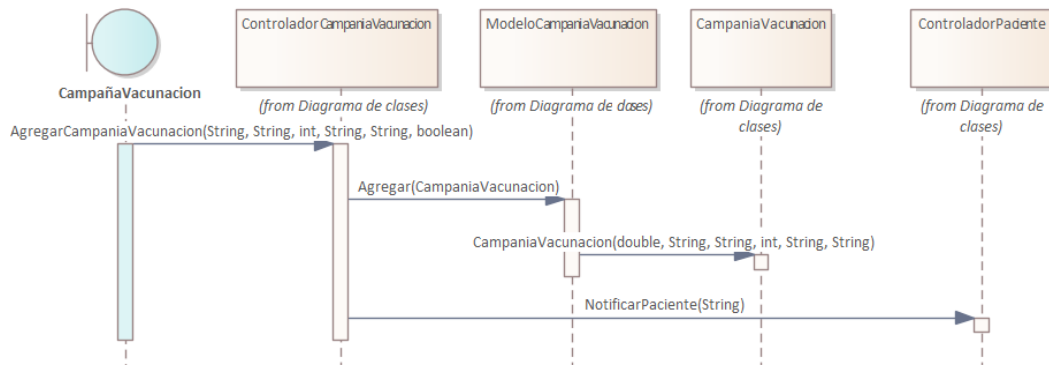 ControladorCampaniaVacunacion
ModeloCampaniaVacunacion
CampaniaVacunacion
ControladorPaciente
CampañaVacunacion
(from Diagrama de clases)
(from Diagrama de clases)
(from Diagrama de
clases)
(from Diagrama de
clases)
AgregarCampaniaVacunacion(String, String, int, String, String, boolean)
Agregar(CampaniaVacunacion)
CampaniaVacunacion(double, String, String, int, String, String)
NotificarPaciente(String)